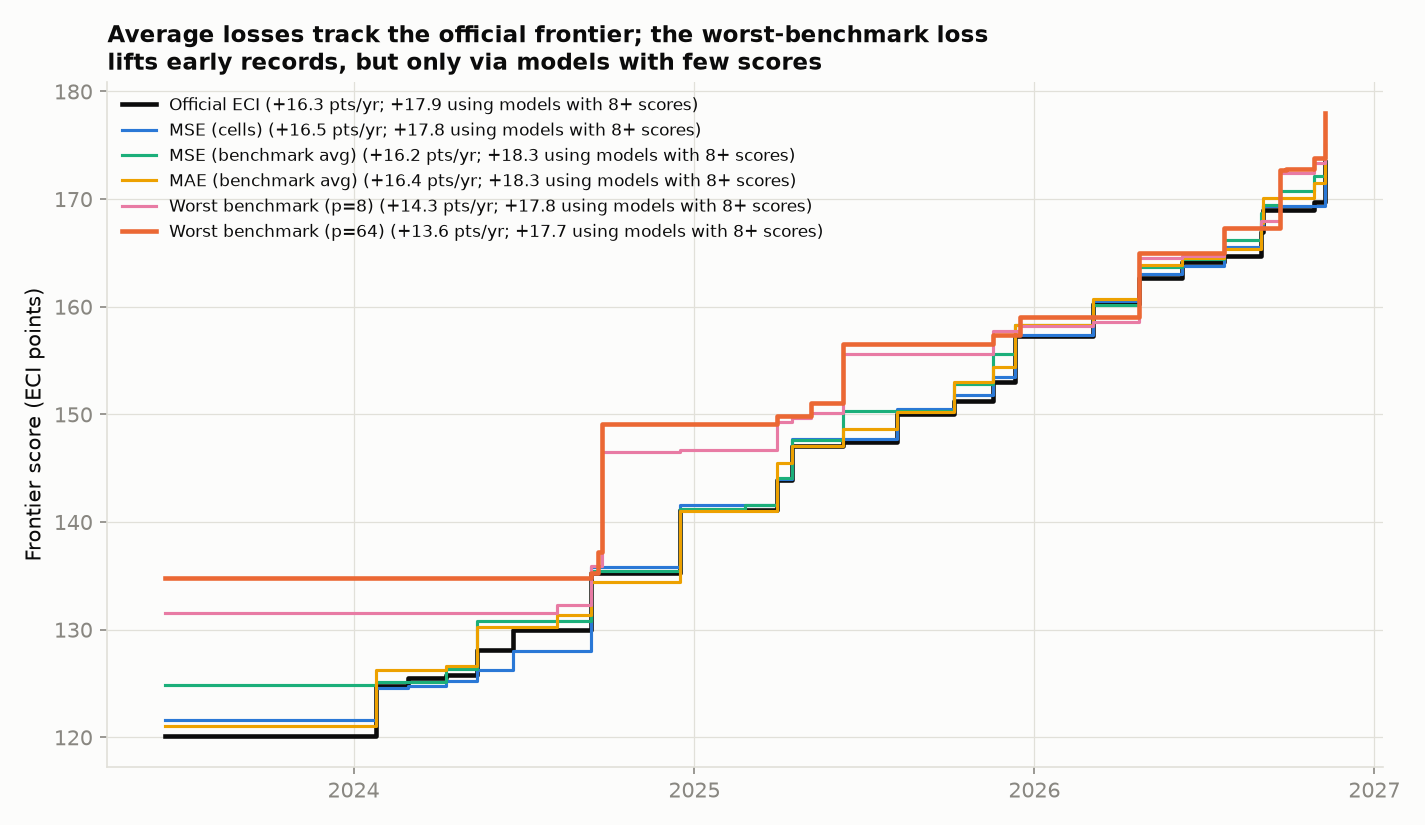 Average losses track the official frontier; the worst-benchmark loss
lifts early records, but only via models with few scores
Official ECI (+16.3 pts/yr; +17.9 using models with 8+ scores)
MSE (cells) (+16.5 pts/yr; +17.8 using models with 8+ scores)
MSE (benchmark avg) (+16.2 pts/yr; +18.3 using models with 8+ scores)
MAE (benchmark avg) (+16.4 pts/yr; +18.3 using models with 8+ scores)
Worst benchmark (p=8) (+14.3 pts/yr; +17.8 using models with 8+ scores)
Worst benchmark (p=64) (+13.6 pts/yr; +17.7 using models with 8+ scores)
Frontier score (ECI points)
180
170
160
150
140
130
120
2024
2025
2026
2027